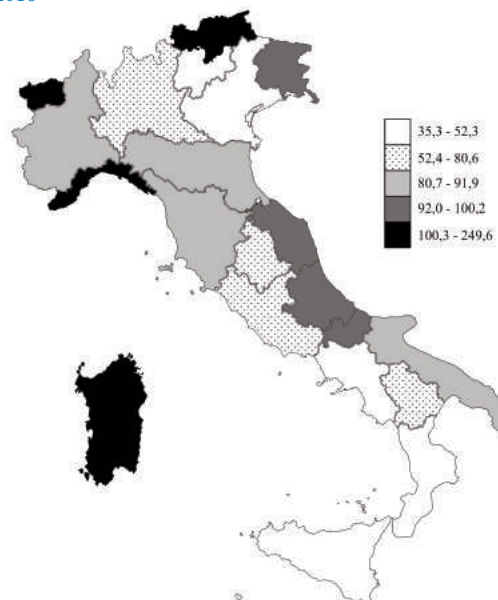 35,3 - 52,3
52,4 - 80,6
80,7 - 91,9
92,0 - 100,2
100,3 - 249,6